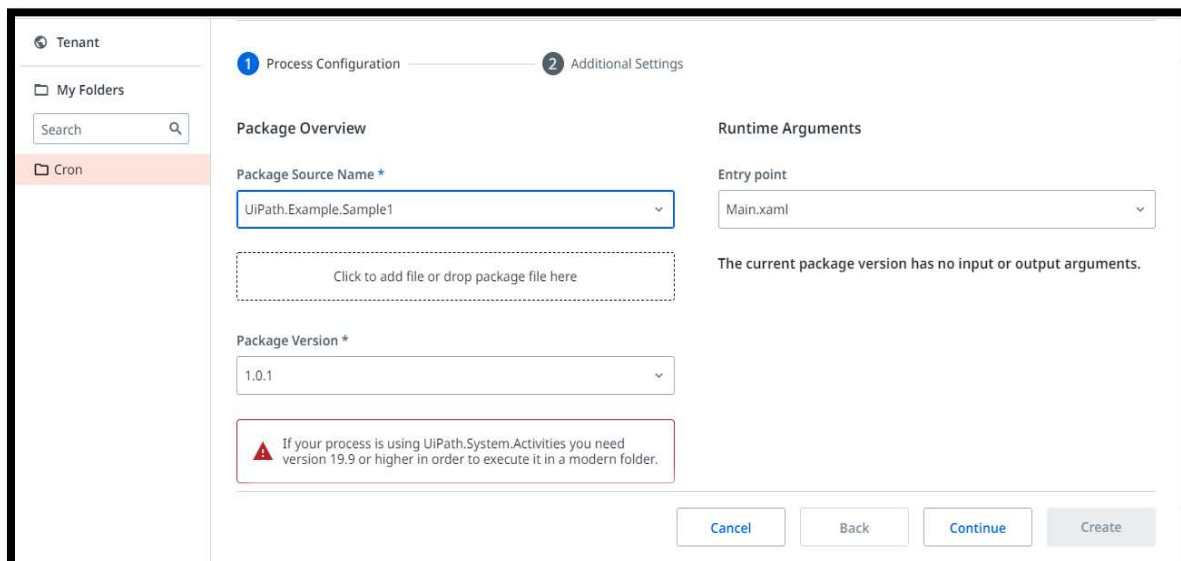 Tenant
My Folders
Search
Cron
1 Process Configuration
2 Additional Settings
Package Overview
Package Source Name *
UiPath.Example.Sample1
Click to add file or drop package file here
Package Version *
1.0.1
If your process is using UiPath.System.Activities you need
version 19.9 or higher in order to execute it in a modern folder.
Runtime Arguments
Entry point
Main.xaml
The current package version has no input or output arguments.
Cancel
Back
Continue
Create